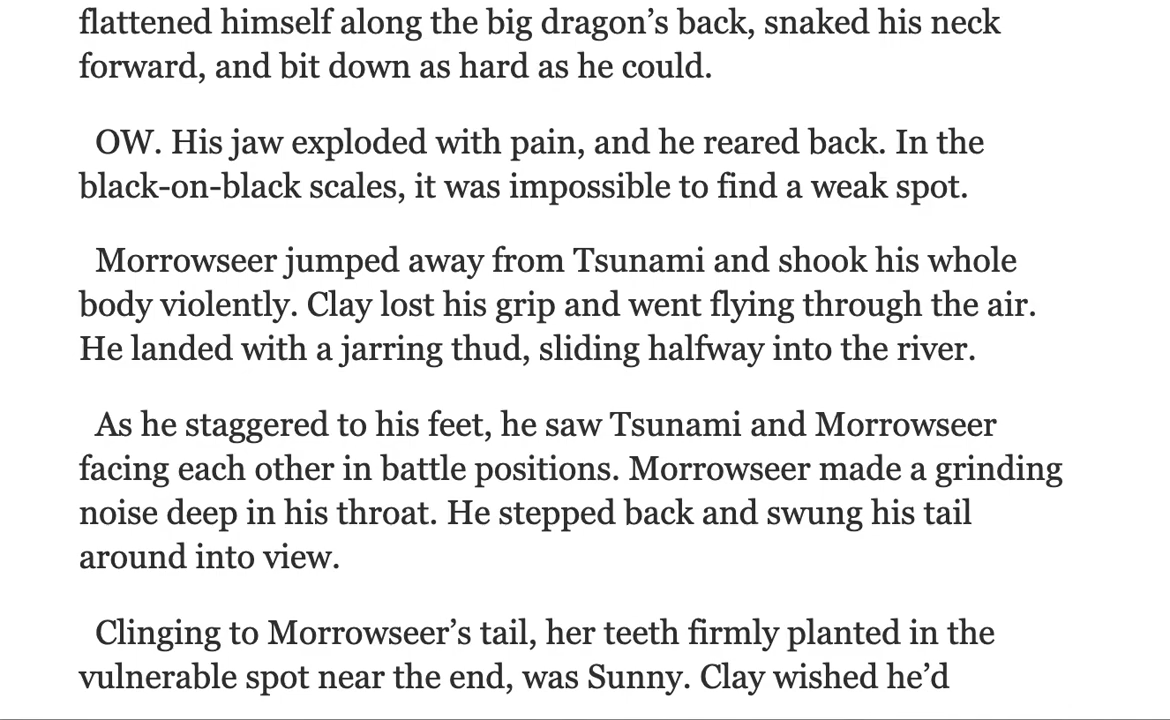 flattened himself along the big dragon’s back, snaked his neck
forward, and bit down as hard as he could.
OW. His jaw exploded with pain, and he reared back. In the
black-on-black scales, it was impossible to find a weak spot.
Morrowseer jumped away from Tsunami and shook his whole
body violently. Clay lost his grip and went flying through the air.
He landed with a jarring thud, sliding halfway into the river.
As he staggered to his feet, he saw Tsunami and Morrowseer
facing each other in battle positions. Morrowseer made a grinding
noise deep in his throat. He stepped back and swung his tail
around into view.
Clinging to Morrowseer’s tail, her teeth firmly planted in the
vulnerable spot near the end, was Sunny. Clay wished he’d